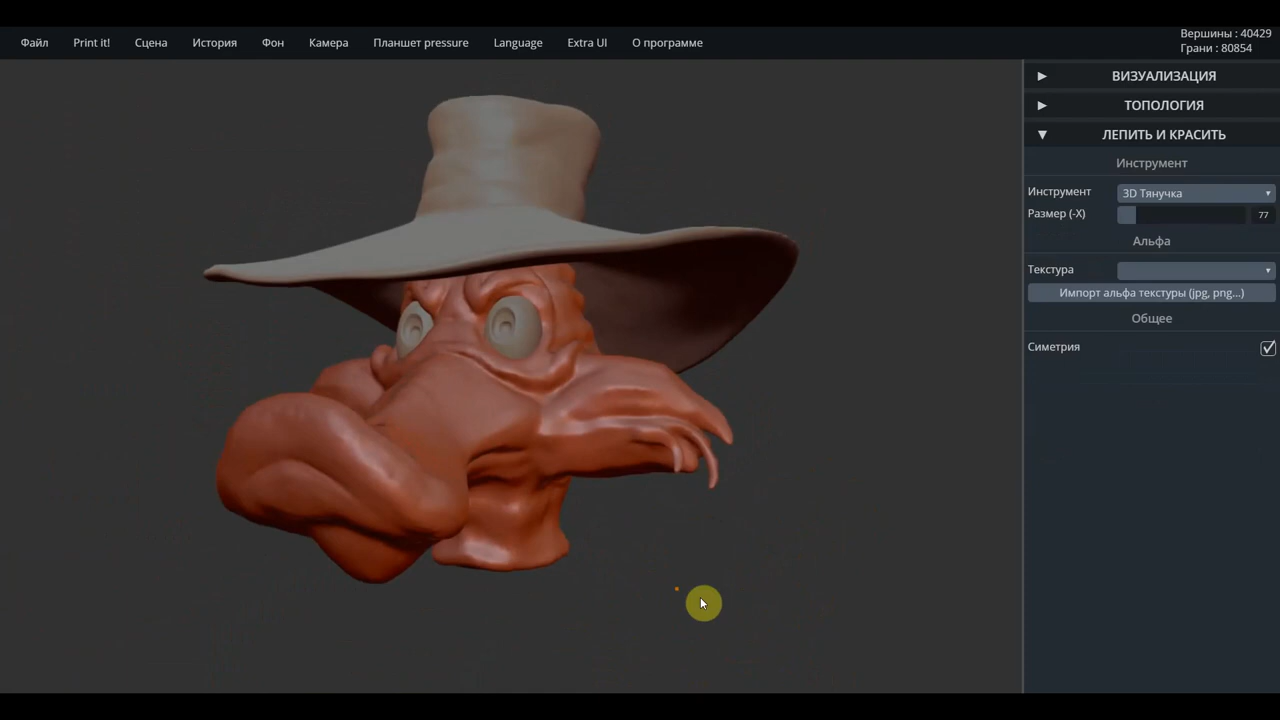 Файл Print it! Сцена История Фон Камера Планшет pressure Language Extra UI О программе
Вершины : 40429
Грани : 80854
ВИЗУАЛИЗАЦИЯ
ТОПОЛОГИЯ
ЛЕПИТЬ И КРАСИТЬ
Инструмент
Инструмент 3D Тянучка
Размер (-X) 77
Альфа
Текстура
Импорт альфа текстуры (jpg, png...)
Общее
Симетрия